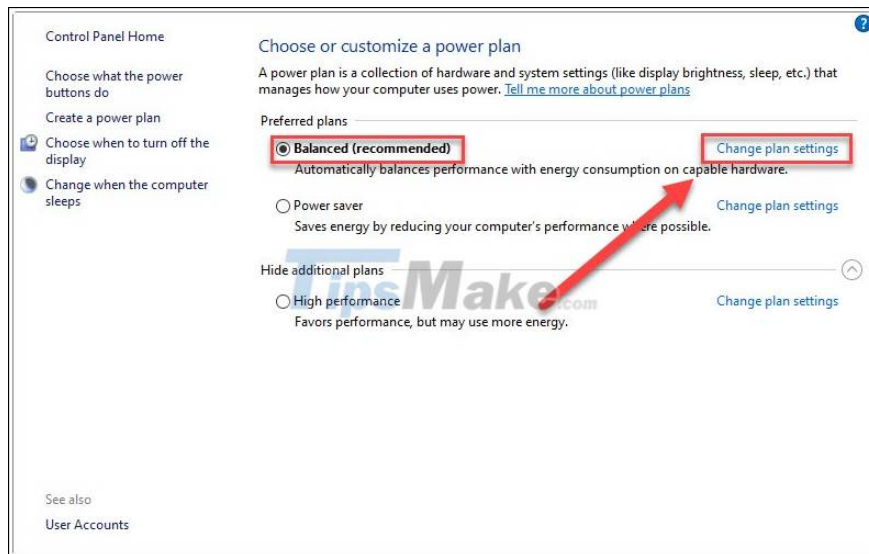 ?
Control Panel Home
Choose what the power
buttons do
Create a power plan
Choose when to turn off the
display
Change when the computer
sleeps
Choose or customize a power plan
A power plan is a collection of hardware and system settings (like display brightness, sleep, etc.) that
manages how your computer uses power. Tell me more about power plans
Preferred plans
Balanced (recommended) Change plan settings
Automatically balances performance with energy consumption on capable hardware.
Power saver Change plan settings
Saves energy by reducing your computer's performance where possible.
Hide additional plans
TipsMake.com
High performance Change plan settings
Favors performance, but may use more energy.
See also
User Accounts